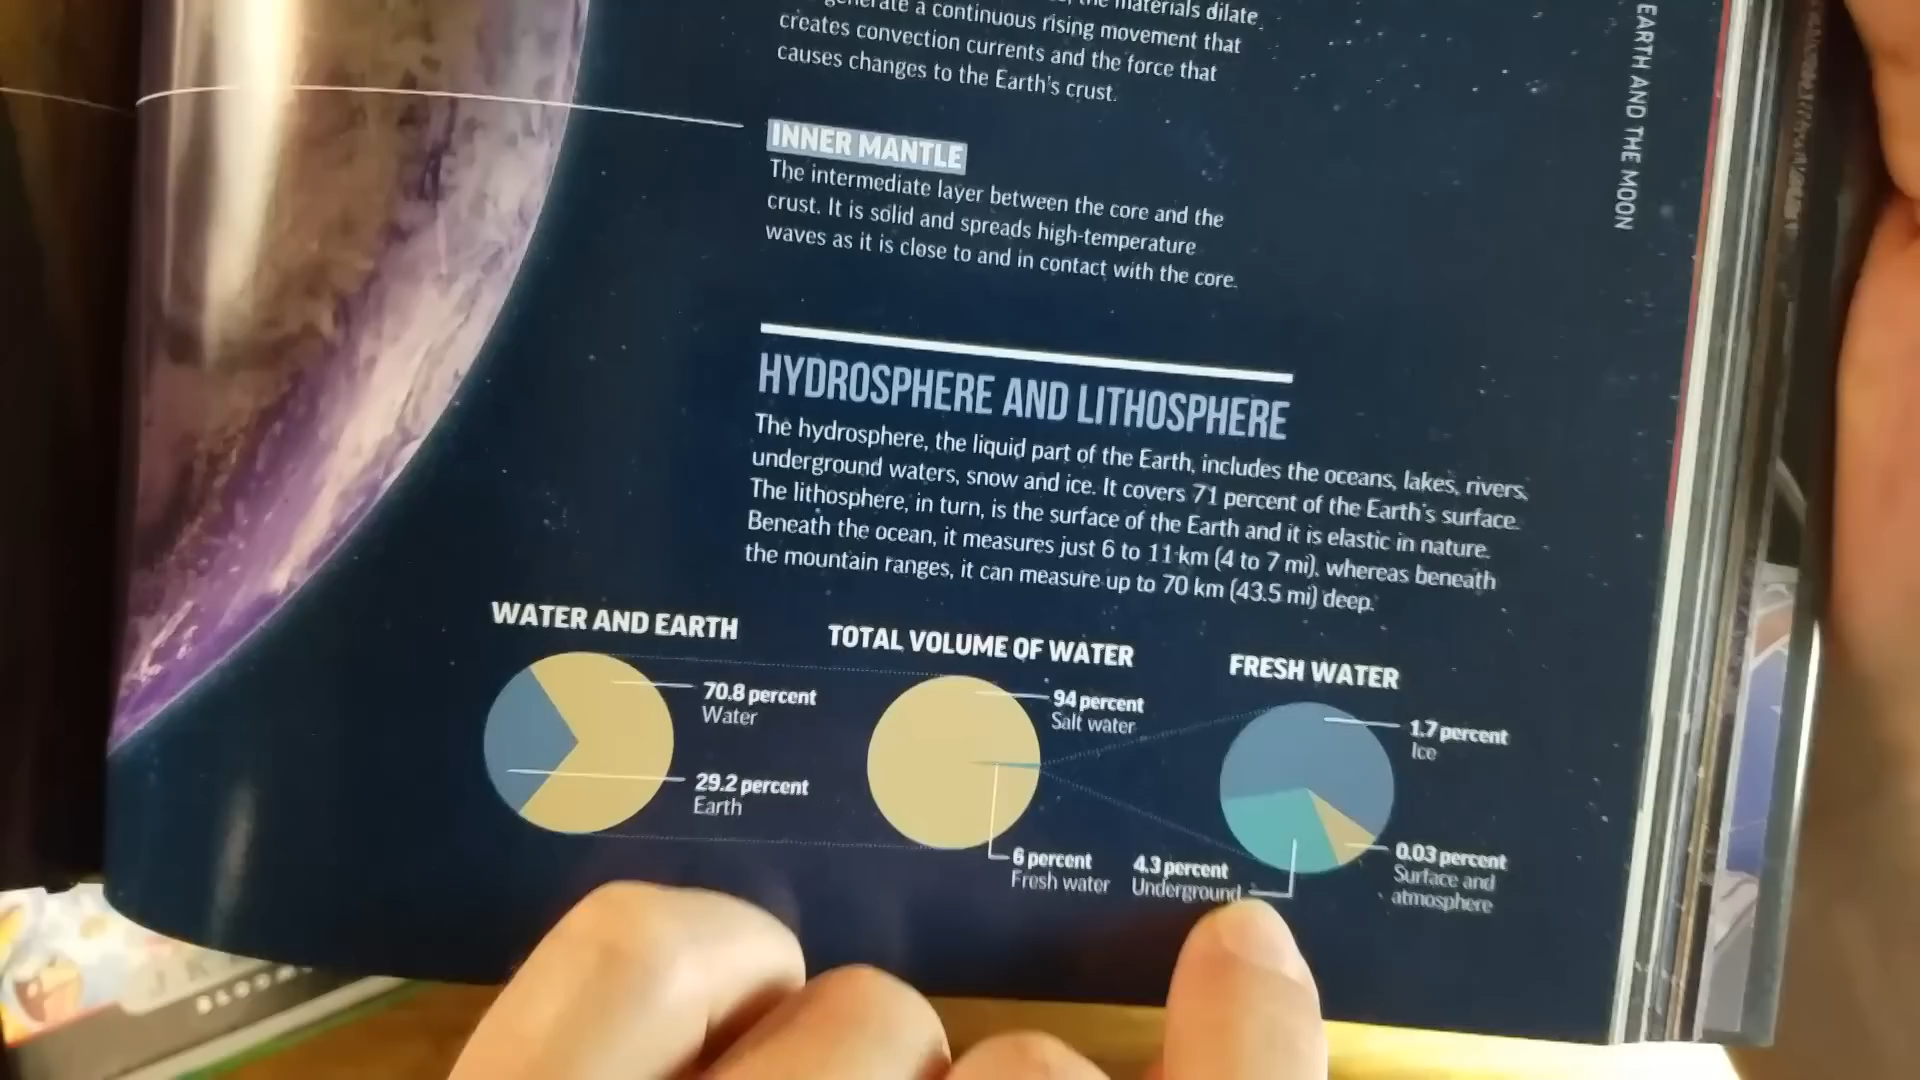 the materials dilate
generate a continuous rising movement that
creates convection currents and the force that
causes changes to the Earth's crust.
INNER MANTLE
The intermediate layer between the core and the
crust. It is solid and spreads high-temperature
waves as it is close to and in contact with the core.
HYDROSPHERE AND LITHOSPHERE
The hydrosphere, the liquid part of the Earth, includes the oceans, lakes, rivers,
underground waters, snow and ice. It covers 71 percent of the Earth's surface.
The lithosphere, in turn, is the surface of the Earth and it is elastic in nature.
Beneath the ocean, it measures just 6 to 11 km (4 to 7 mi), whereas beneath
the mountain ranges, it can measure up to 70 km (43.5 mi) deep.
WATER AND EARTH
70.8 percent
Water
29.2 percent
Earth
TOTAL VOLUME OF WATER
94 percent
Salt water
6 percent
Fresh water
FRESH WATER
1.7 percent
Ice
4.3 percent
Underground
0.03 percent
Surface and
atmosphere
EARTH AND THE MOON